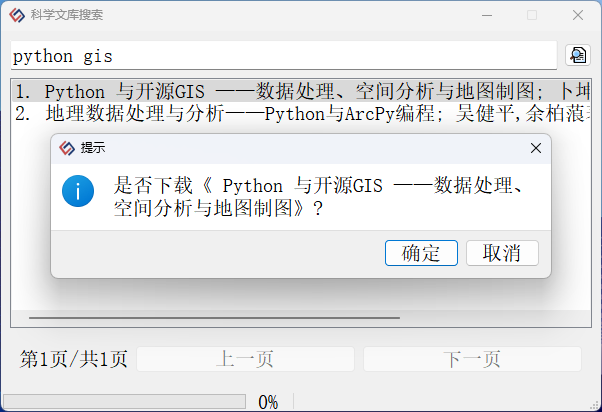 科学文库搜索
python gis
1. Python 与开源GIS ——数据处理、空间分析与地图制图; 卜坤
2. 地理数据处理与分析——Python与ArcPy编程; 吴健平,余柏蒗
提示
是否下载《 Python 与开源GIS ——数据处理、
空间分析与地图制图》?
确定
取消
第1页/共1页
上一页
下一页
0%